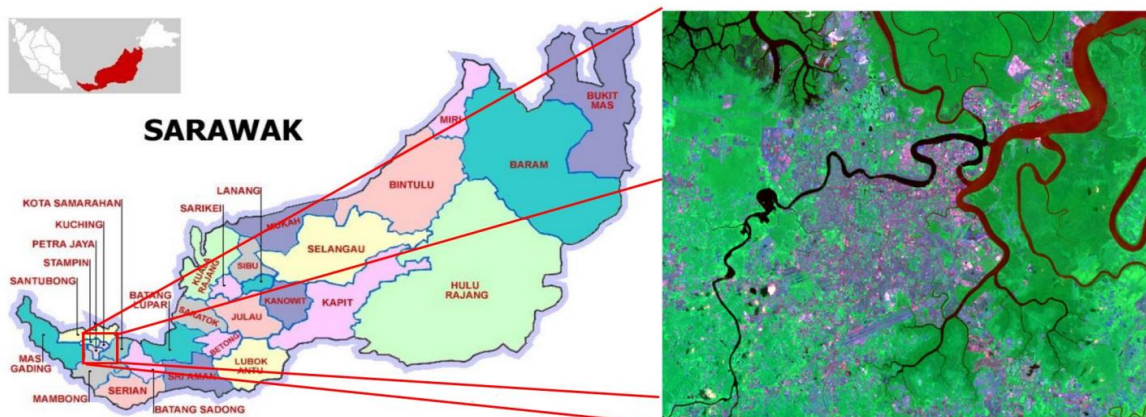 SARAWAK
BUKIT
MAS
MIRI
BARAM
BINTULU
LANANG
SARIKEI
KOTA SAMARAHAN
KUCHING
PETRA JAYA
STAMPIN
SANTUBONG
MUKAH
SELANGAU
SIBU
KUALA
RAJANG
HULU
RAJANG
BATANG
LUPAR
KANOWIT
KAPIT
SARATOK
JULAU
BETONG
MAS
GADING
LUBOK
ANTU
SRI AMAN
SERIAN
MAMBONG
BATANG SADONG